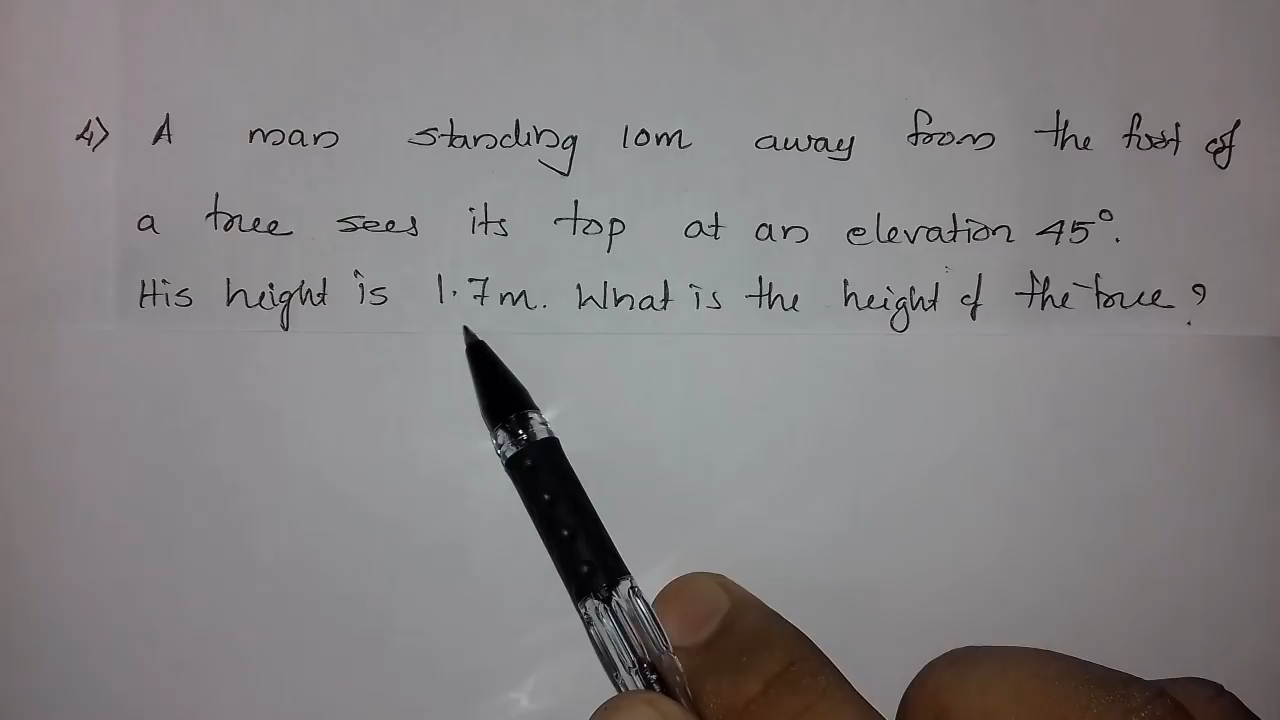 4) A man standing 10m away from the foot of
a tree sees its top at an elevation 45°.
His height is 1.7m. What is the height of the tree?